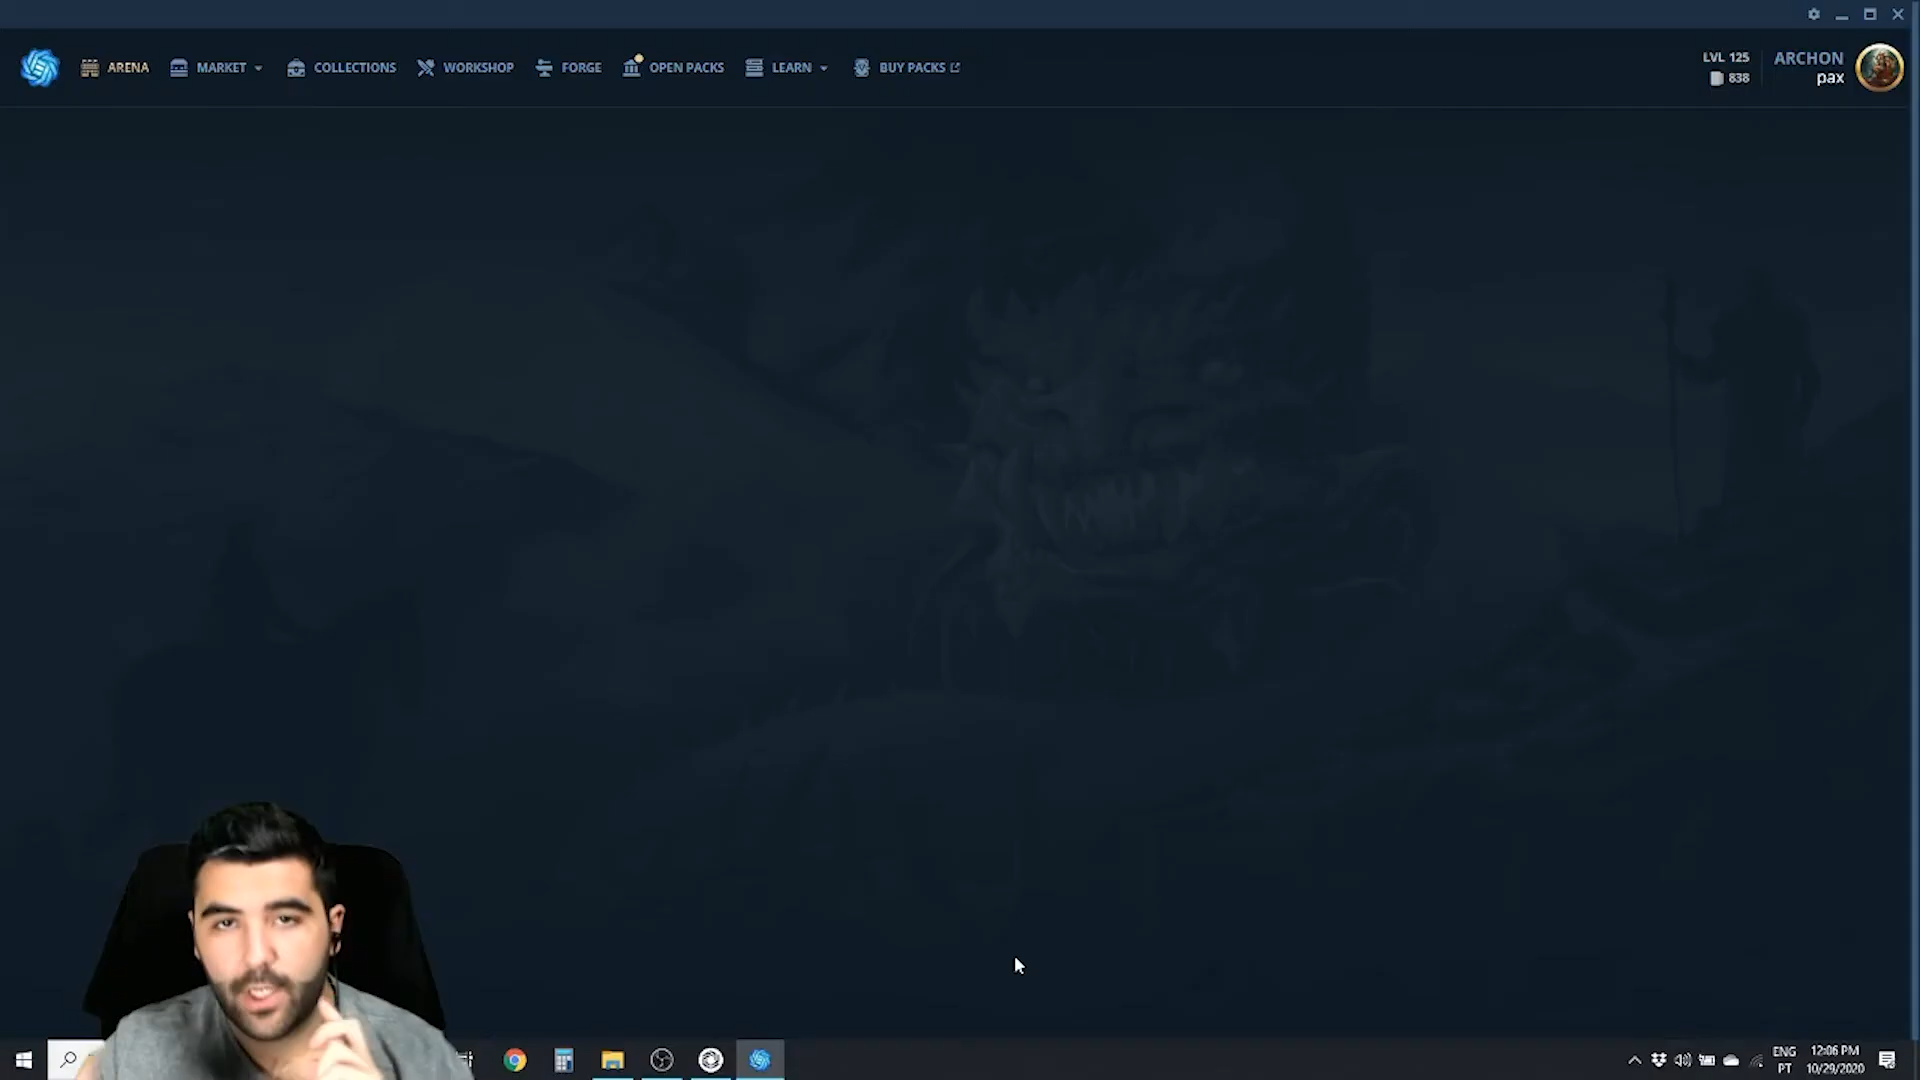 ARENA
MARKET
COLLECTIONS
WORKSHOP
FORGE
OPEN PACKS
LEARN
BUY PACKS
LVL 125
838
ARCHON
pax
ENG
PT
12:06 PM
10/29/2020